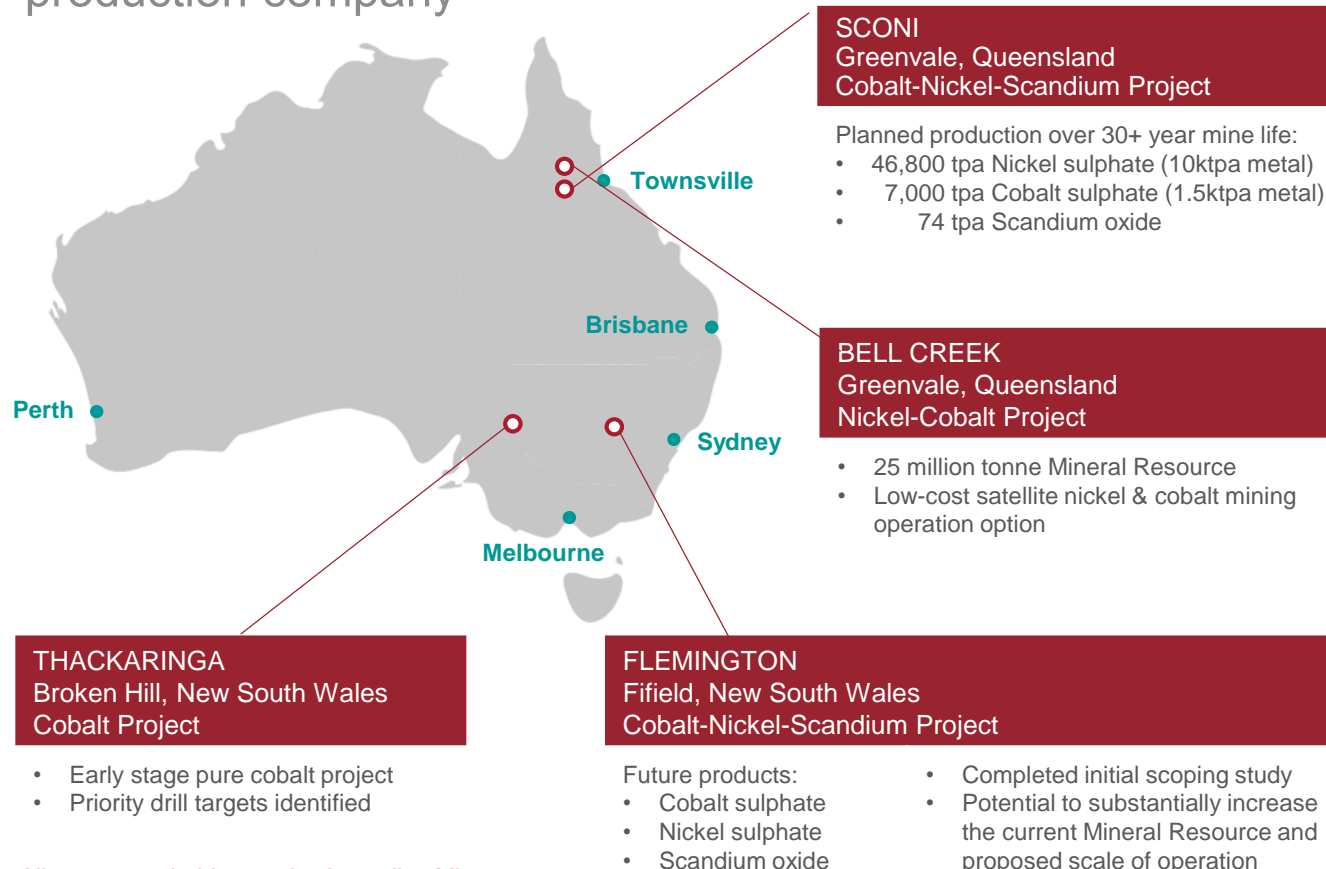 production company
SCONI
Greenvale, Queensland
Cobalt-Nickel-Scandium Project
Planned production over 30+ year mine life:
• 46,800 tpa Nickel sulphate (10ktpa metal)
• 7,000 tpa Cobalt sulphate (1.5ktpa metal)
• 74 tpa Scandium oxide
Townsville
Brisbane
BELL CREEK
Greenvale, Queensland
Nickel-Cobalt Project
• 25 million tonne Mineral Resource
• Low-cost satellite nickel & cobalt mining
operation option
Perth
Sydney
Melbourne
THACKARINGA
Broken Hill, New South Wales
Cobalt Project
• Early stage pure cobalt project
• Priority drill targets identified
FLEMINGTON
Fifield, New South Wales
Cobalt-Nickel-Scandium Project
Future products:
• Cobalt sulphate
• Nickel sulphate
• Scandium oxide
• Completed initial scoping study
• Potential to substantially increase
the current Mineral Resource and
proposed scale of operation